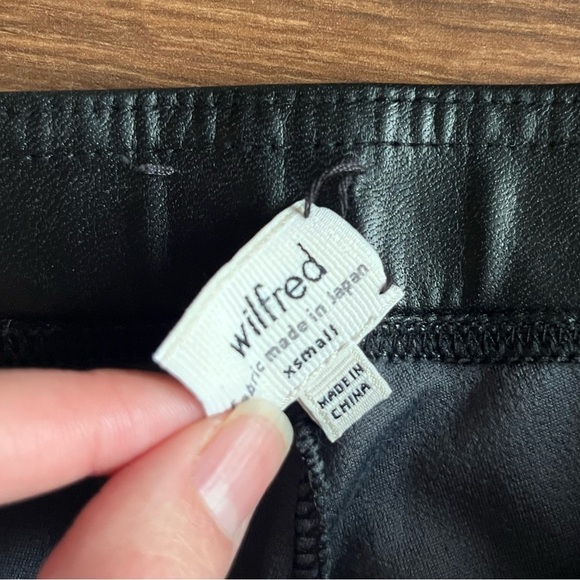 wilfred
fabric made in Japan
xsmall
MADE IN
CHINA